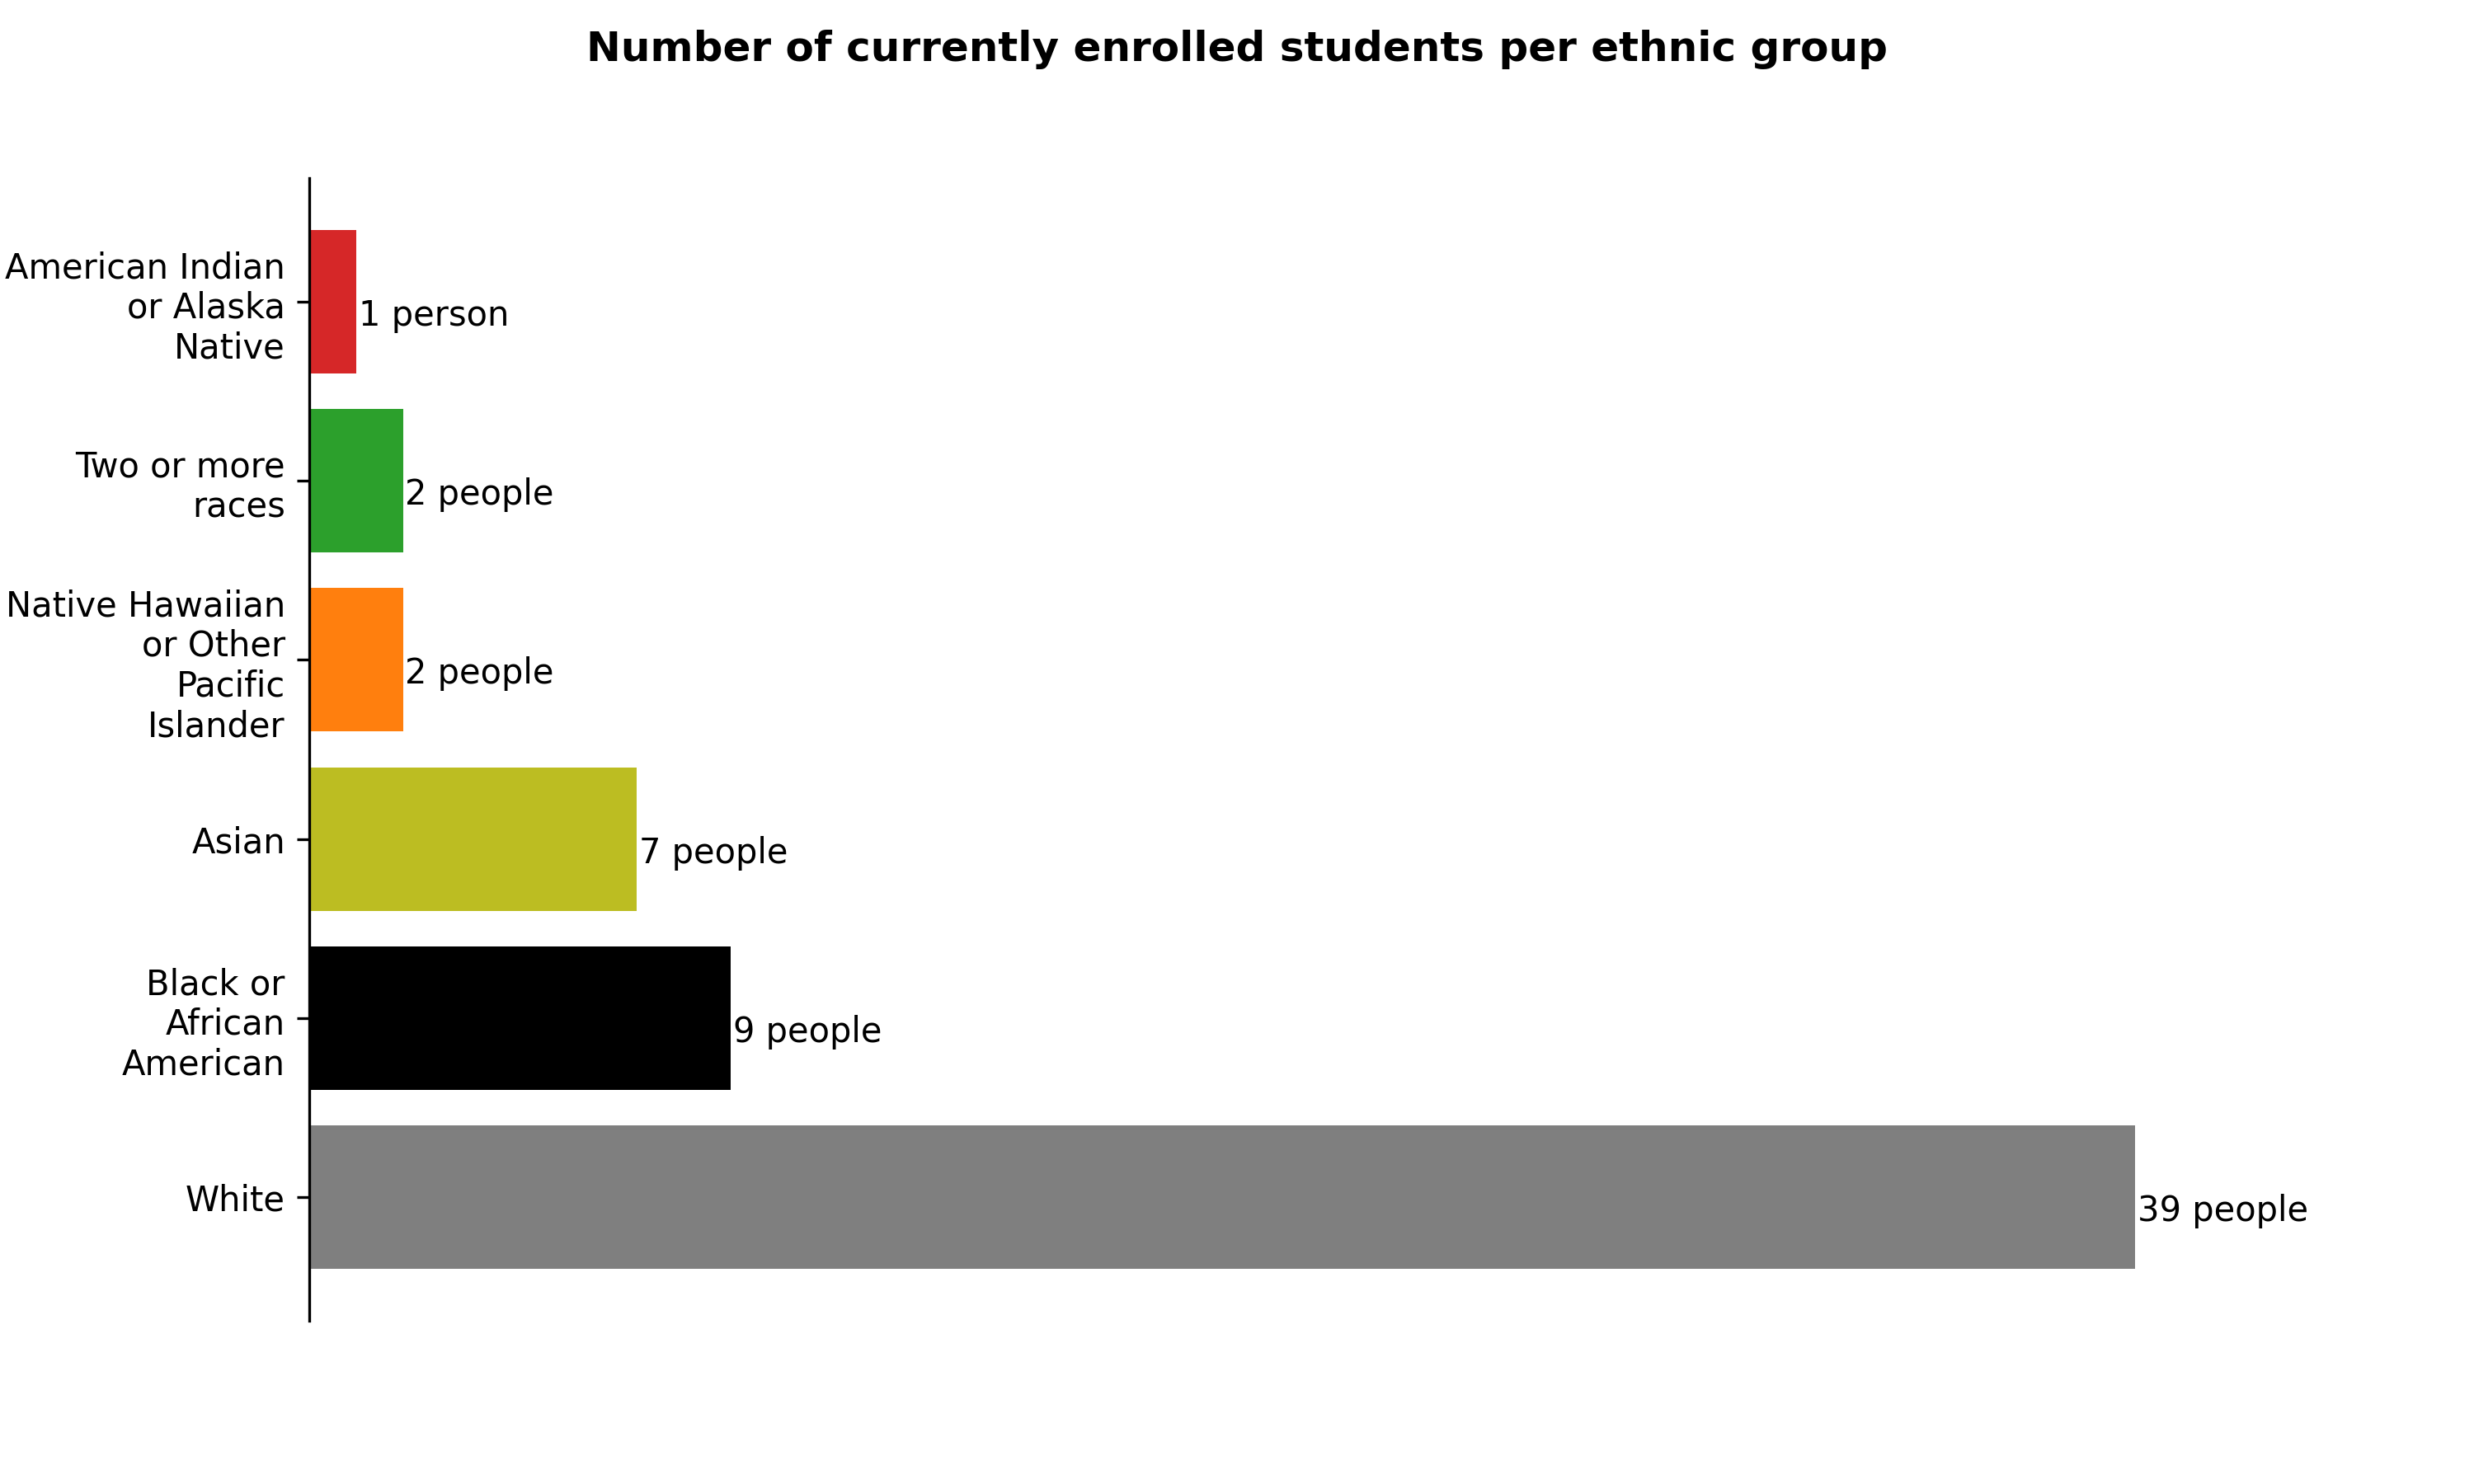 Number of currently enrolled students per ethnic group
American Indian
or Alaska
Native
1 person
Two or more
races
2 people
Native Hawaiian
or Other
Pacific
Islander
2 people
Asian
7 people
Black or
African
American
9 people
White
39 people